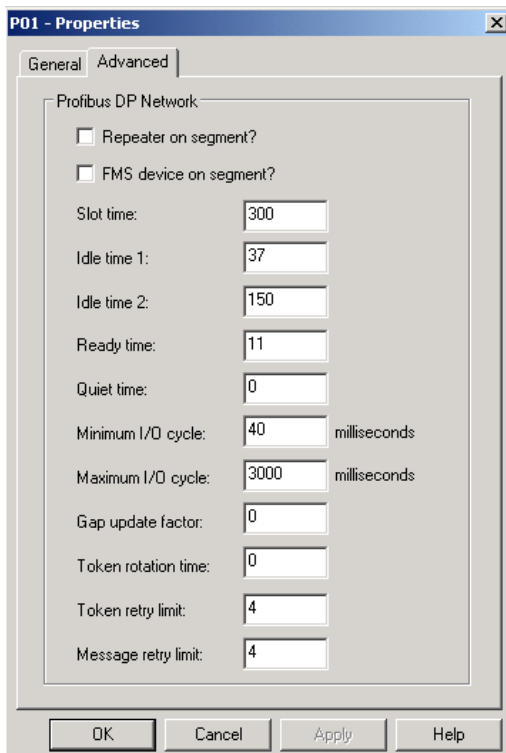 P01 - Properties
General Advanced
Profibus DP Network
Repeater on segment?
FMS device on segment?
Slot time: 300
Idle time 1: 37
Idle time 2: 150
Ready time: 11
Quiet time: 0
Minimum I/O cycle: 40 milliseconds
Maximum I/O cycle: 3000 milliseconds
Gap update factor: 0
Token rotation time: 0
Token retry limit: 4
Message retry limit: 4
OK Cancel Apply Help